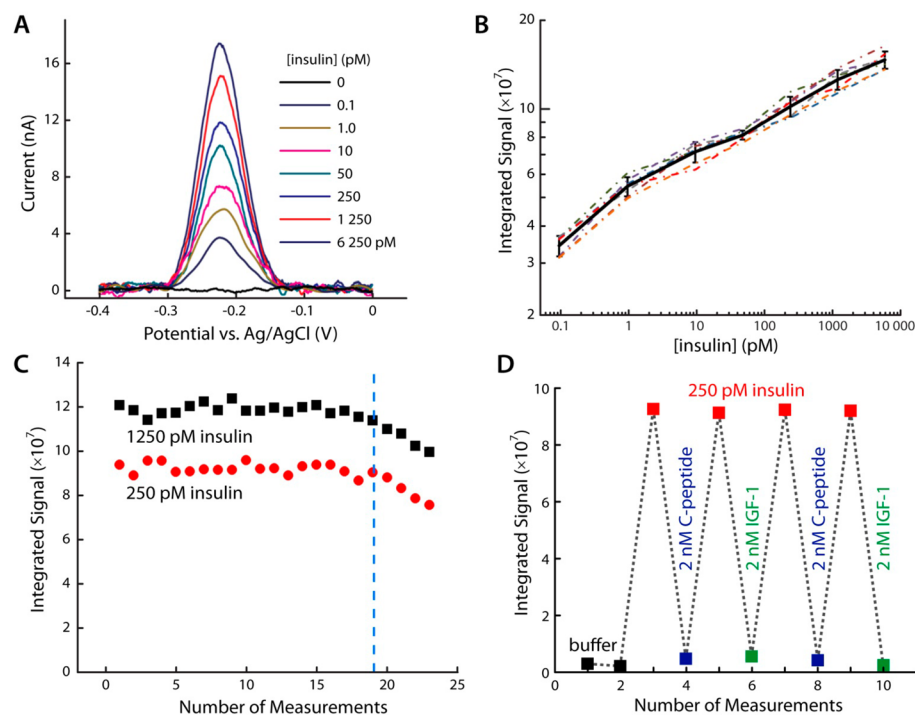 A
[insulin] (pM)
0
0.1
1.0
10
50
250
1 250
6 250 pM
16
12
8
4
0
Current (nA)
-0.4
-0.3
-0.2
-0.1
0
Potential vs. Ag/AgCl (V)
B
20
10
8
6
4
3
2
Integrated Signal (×10⁷)
0.1
1
10
100
1000
10 000
[insulin] (pM)
C
14
12
10
8
6
4
2
0
Integrated Signal (×10⁷)
1250 pM insulin
250 pM insulin
0
5
10
15
20
25
Number of Measurements
D
250 pM insulin
10
8
6
4
2
0
Integrated Signal (×10⁷)
buffer
2 nM C-peptide
2 nM IGF-1
2 nM C-peptide
2 nM IGF-1
0
2
4
6
8
10
Number of Measurements